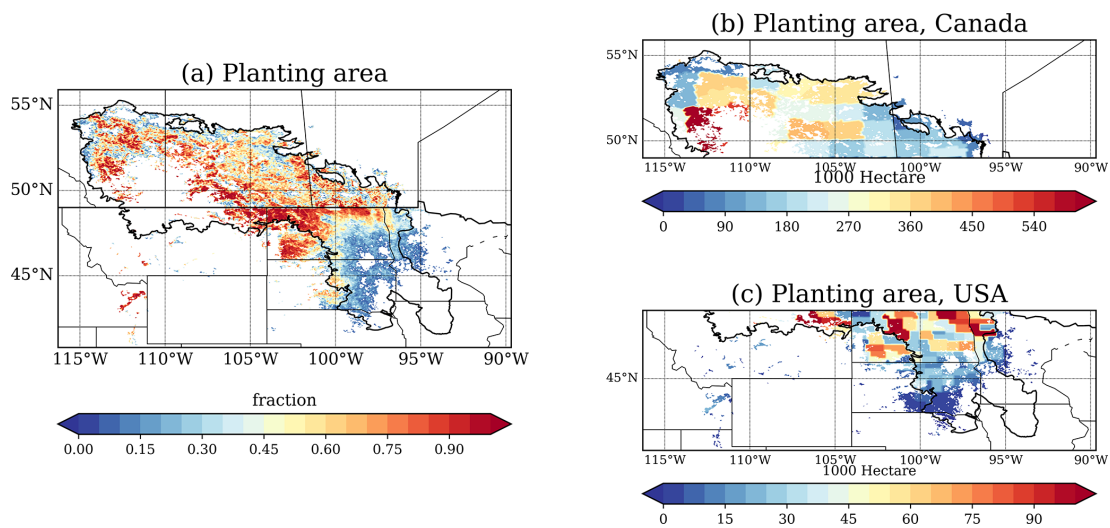 (a) Planting area
55°N
50°N
45°N
115°W 110°W 105°W 100°W 95°W 90°W
fraction
0.00 0.15 0.30 0.45 0.60 0.75 0.90
(b) Planting area, Canada
55°N
50°N
115°W 110°W 105°W 100°W 95°W 90°W
1000 Hectare
0 90 180 270 360 450 540
(c) Planting area, USA
45°N
115°W 110°W 105°W 100°W 95°W 90°W
1000 Hectare
0 15 30 45 60 75 90